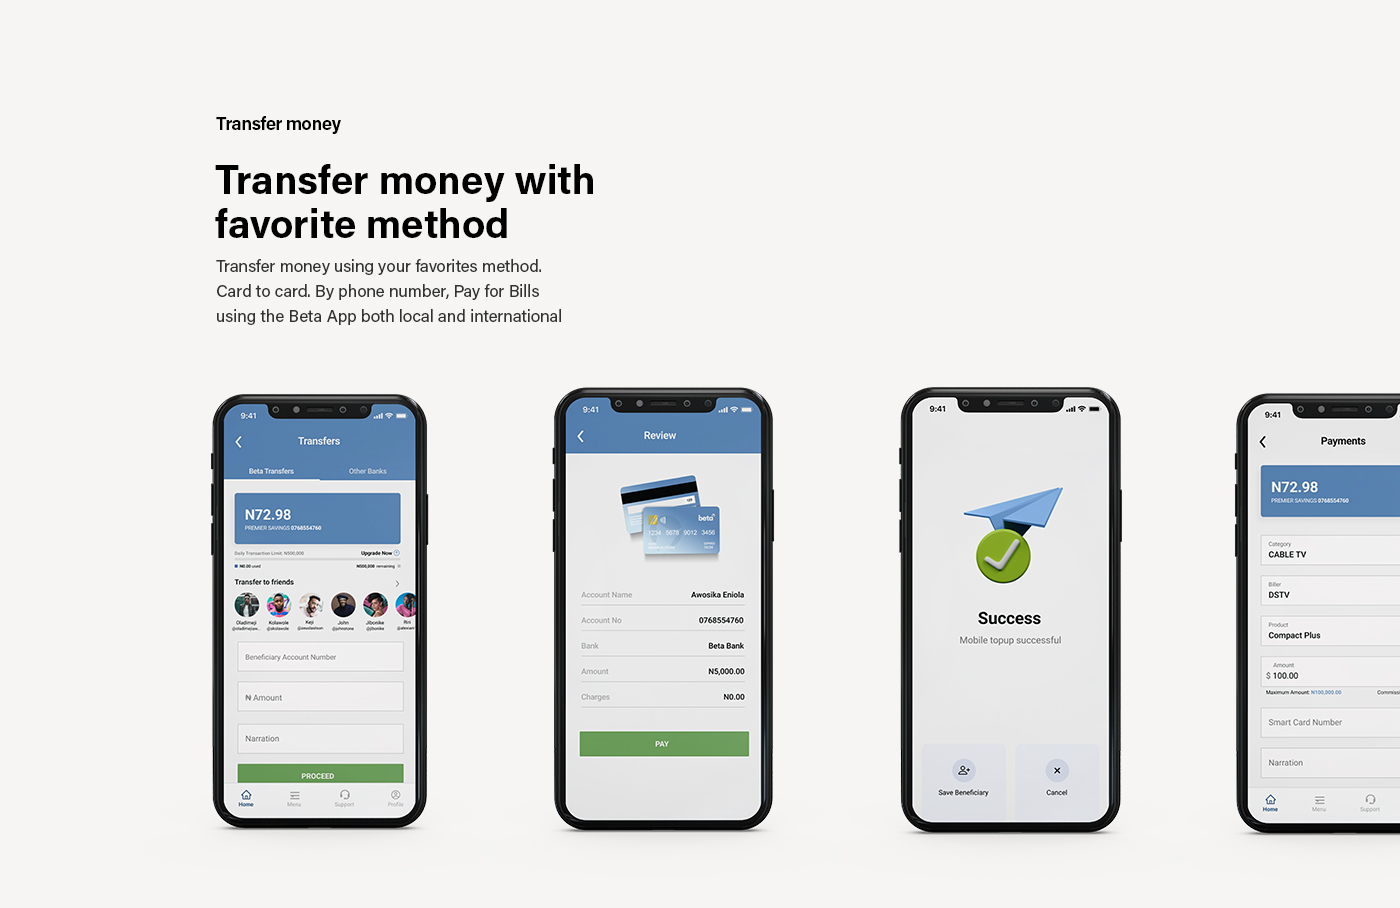 Transfer money
Transfer money with
favorite method
Transfer money using your favorites method.
Card to card. By phone number, Pay for Bills
using the Beta App both local and international
9:41
Transfers
Beta Transfers
Other Banks
N72.98
PREMIER SAVINGS 0768554760
Daily Transaction Limit: N500,000
Upgrade Now
N0.00 used
N500,000 remaining
Transfer to friends
Oladimeji
Kolawole
Keji
John
Jibonike
@kolawole
@johnstone
@jibonike
Beneficiary Account Number
₦ Amount
Narration
PROCEED
Home
Menu
Support
Profile
9:41
Review
beta
1234 5678 9012 3456
Account Name
Awosika Eniola
Account No
0768554760
Bank
Beta Bank
Amount
N5,000.00
Charges
N0.00
PAY
9:41
Success
Mobile topup successful
Save Beneficiary
Cancel
9:41
Payments
N72.98
PREMIER SAVINGS 0768554760
Category
CABLE TV
Biller
DSTV
Product
Compact Plus
Amount
$ 100.00
Maximum Amount: N100,000.00
Commissi
Smart Card Number
Narration
Home
Menu
Support